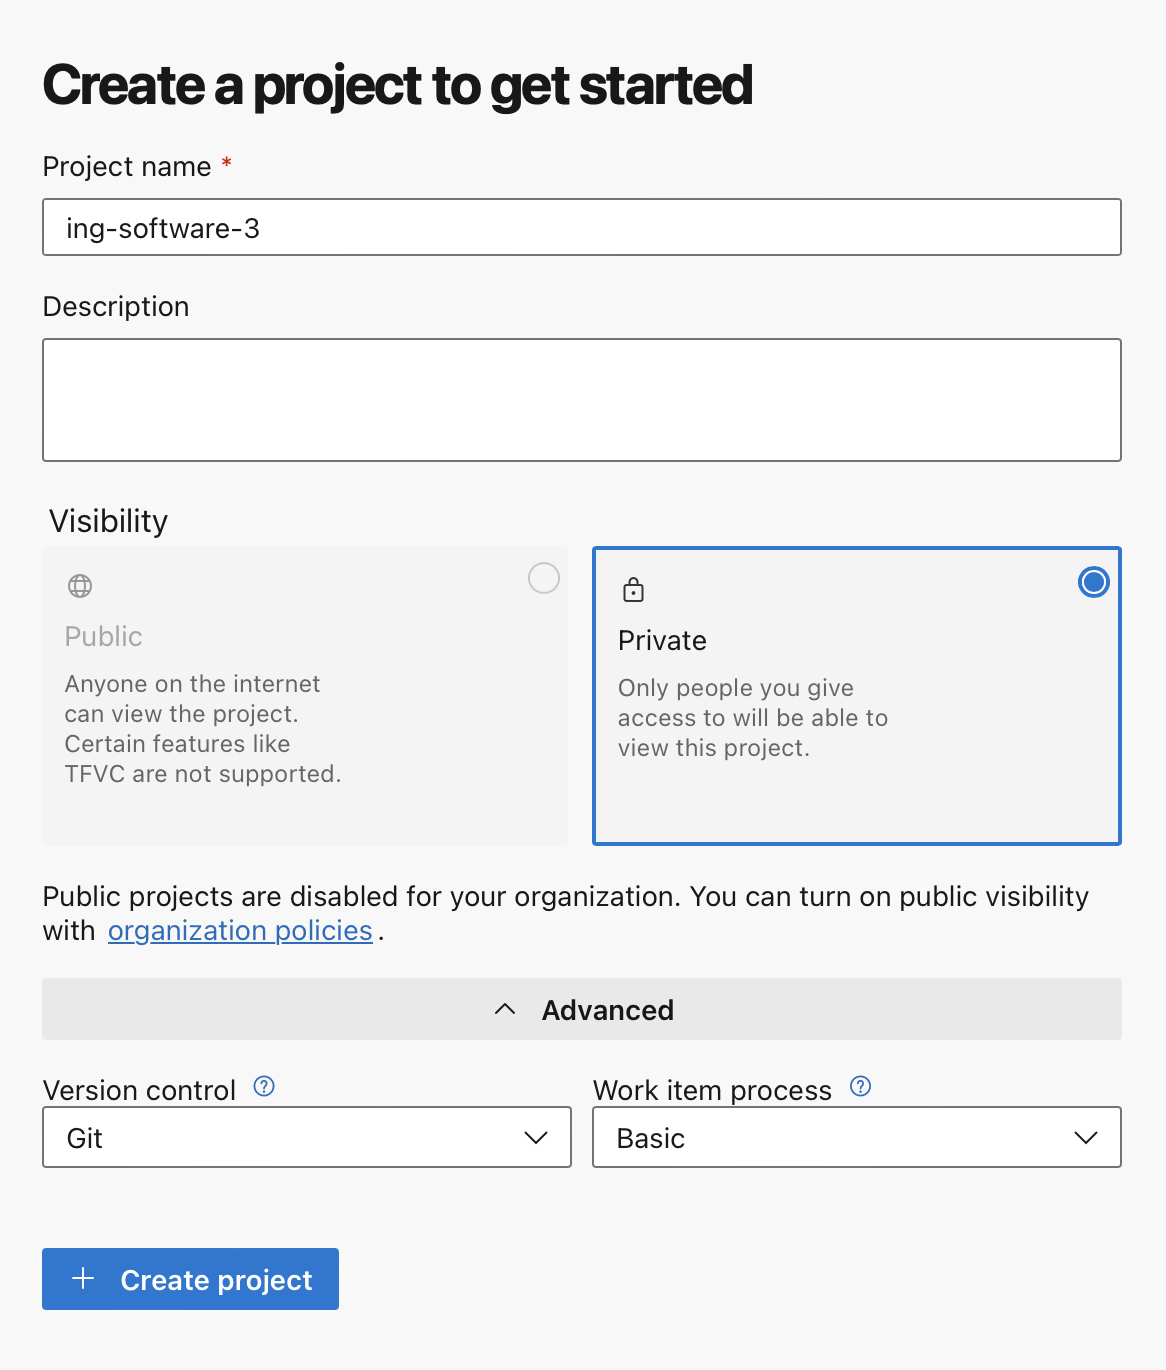 Create a project to get started
Project name *
ing-software-3
Description
Visibility
Public
Anyone on the internet
can view the project.
Certain features like
TFVC are not supported.
Private
Only people you give
access to will be able to
view this project.
Public projects are disabled for your organization. You can turn on public visibility
with organization policies.
Advanced
Version control ?
Git
Work item process ?
Basic
+ Create project